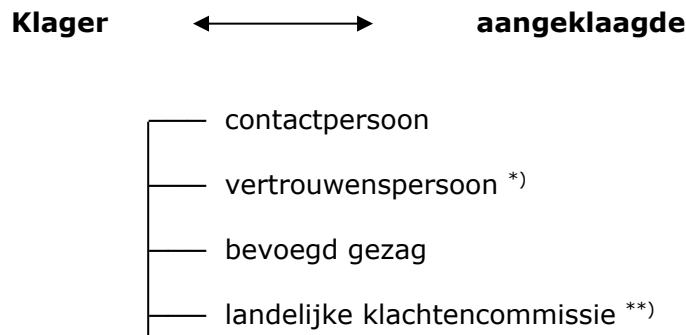 Klager aangeklaagde
contactpersoon
vertrouwenspersoon *)
bevoegd gezag
landelijke klachtencommissie **)